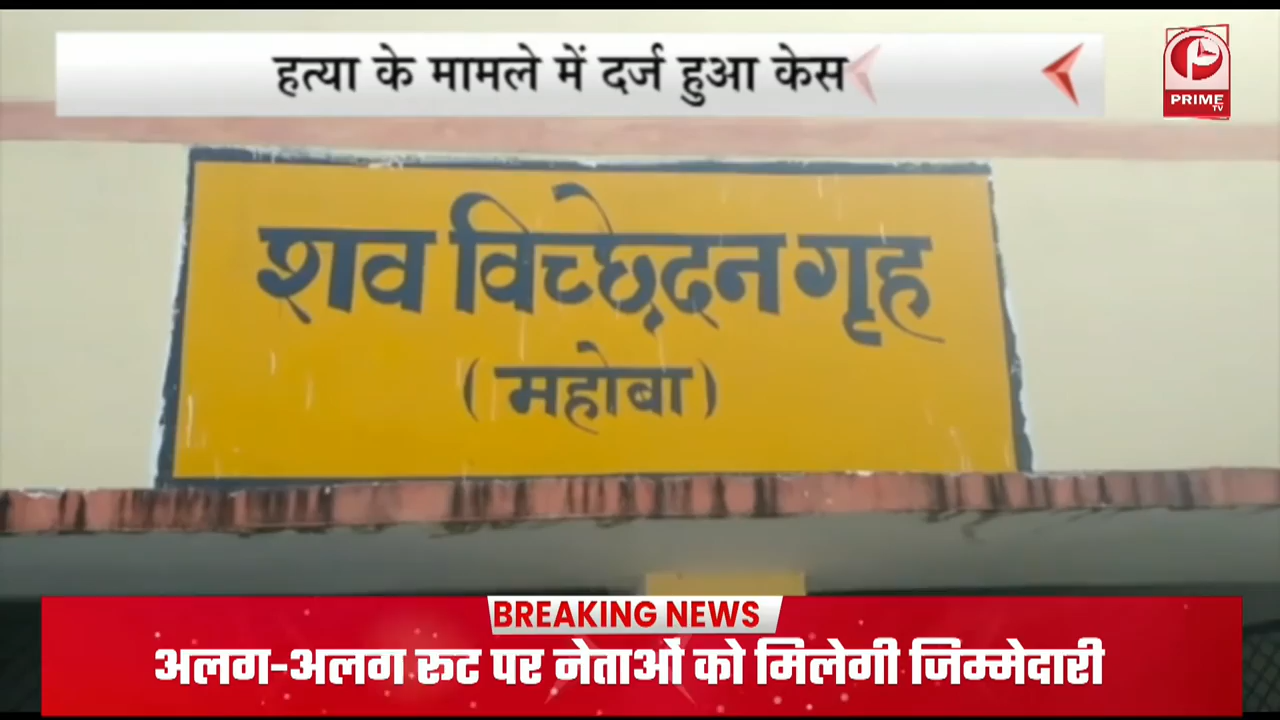 हत्या के मामले में दर्ज हुआ केस
PRIME
TV
शव विच्छेदन गृह
(महोबा)
BREAKING NEWS
अलग-अलग रुट पर नेताओं को मिलेगी जिम्मेदारी